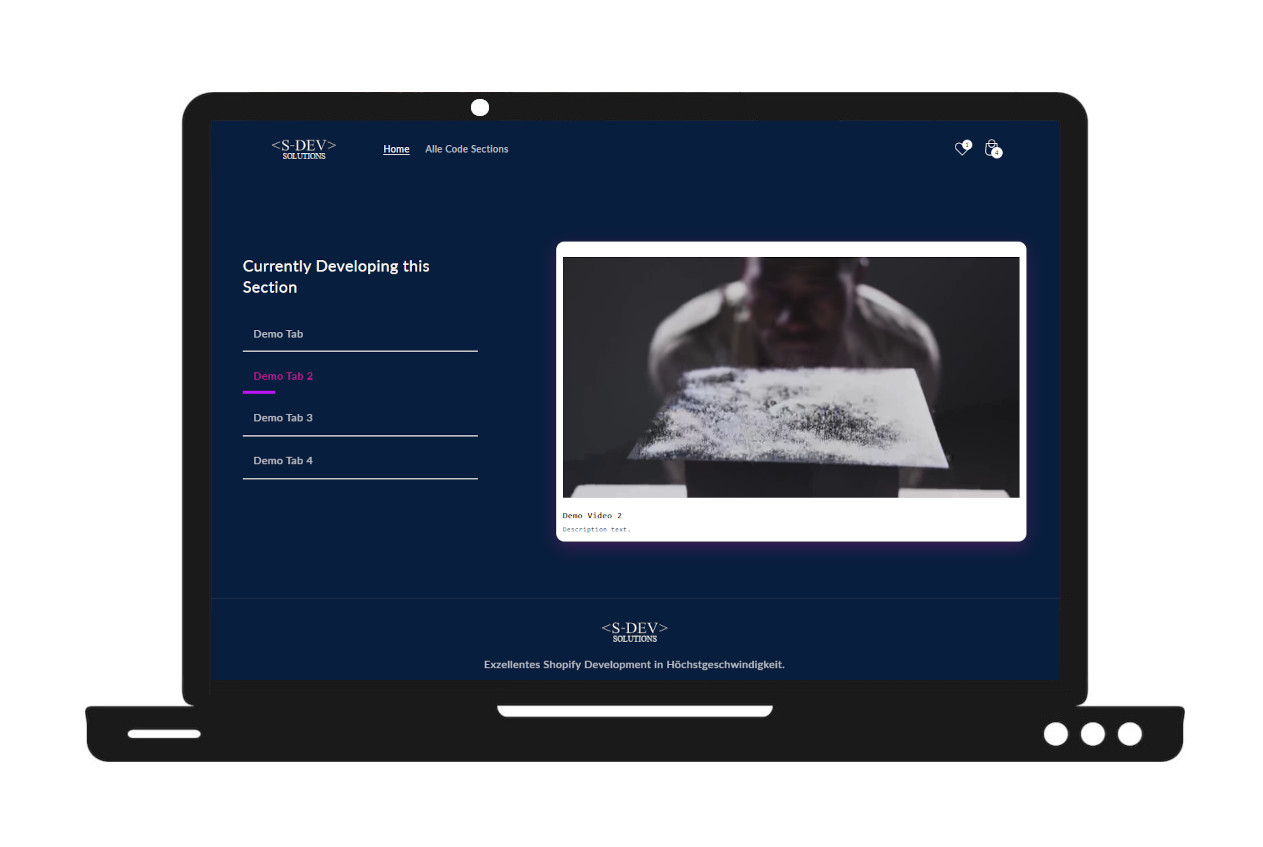 <S-DEV>
SOLUTIONS
Home
Alle Code Sections
1
4
Currently Developing this
Section
Demo Tab
Demo Tab 2
Demo Tab 3
Demo Tab 4
Demo Video 2
Description text.
<S-DEV>
SOLUTIONS
Exzellentes Shopify Development in Höchstgeschwindigkeit.